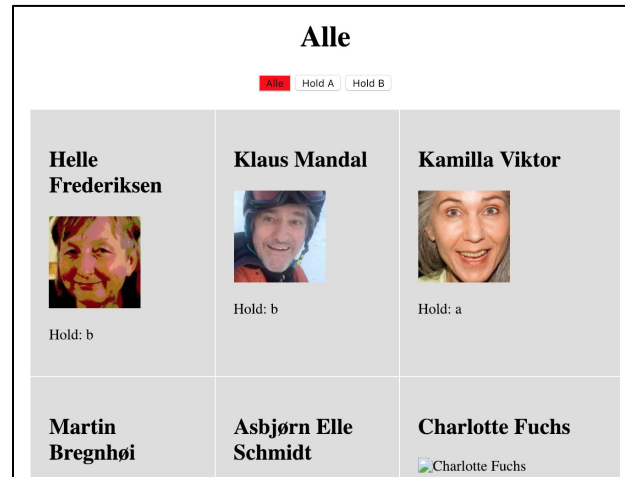 Alle
Alle Hold A Hold B
Helle
Frederiksen
Klaus Mandal
Kamilla Viktor
Hold: b
Hold: b
Hold: a
Martin
Bregnhøi
Asbjørn Elle
Schmidt
Charlotte Fuchs
Charlotte Fuchs